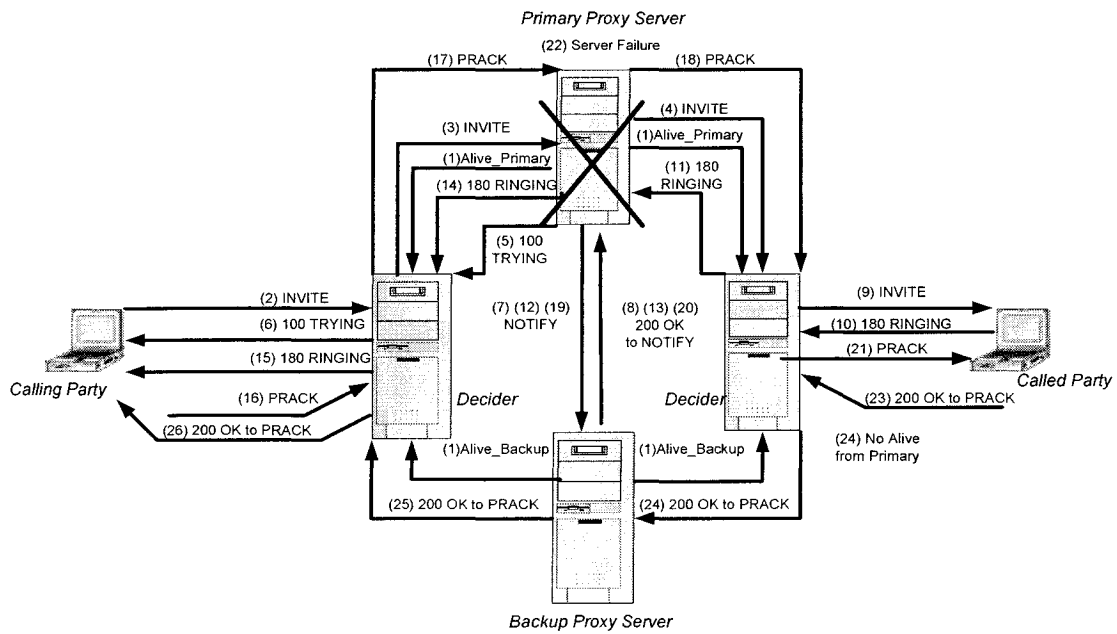 Primary Proxy Server
(22) Server Failure
(17) PRACK
(18) PRACK
(4) INVITE
(3) INVITE
(1)Alive_Primary
(1)Alive_Primary
(11) 180
RINGING
(14) 180 RINGING
(5) 100
TRYING
(2) INVITE
(6) 100 TRYING
(15) 180 RINGING
(16) PRACK
(26) 200 OK to PRACK
Calling Party
Decider
(7) (12) (19)
NOTIFY
(8) (13) (20)
200 OK
to NOTIFY
(9) INVITE
(10) 180 RINGING
(21) PRACK
(23) 200 OK to PRACK
Decider
Called Party
(24) No Alive
from Primary
(1)Alive_Backup
(1)Alive_Backup
(25) 200 OK to PRACK
(24) 200 OK to PRACK
Backup Proxy Server